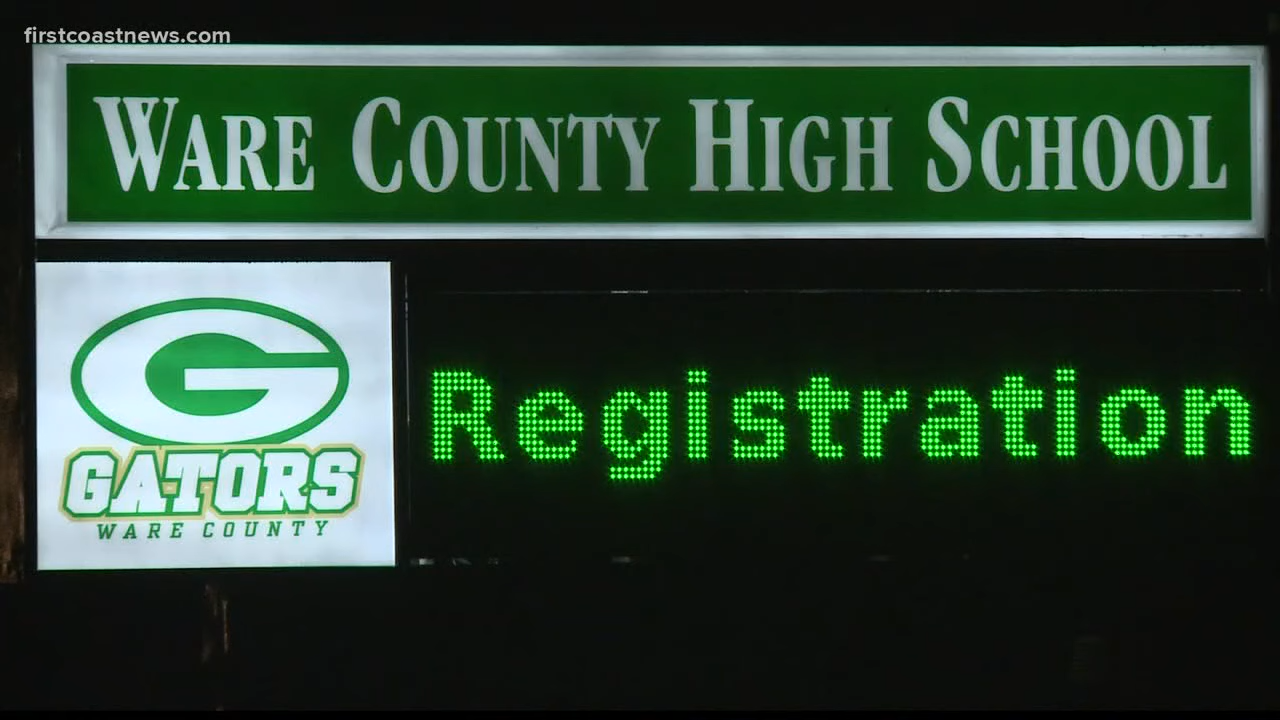 firstcoastnews.com
WARE COUNTY HIGH SCHOOL
G
GATORS
WARE COUNTY
Registration